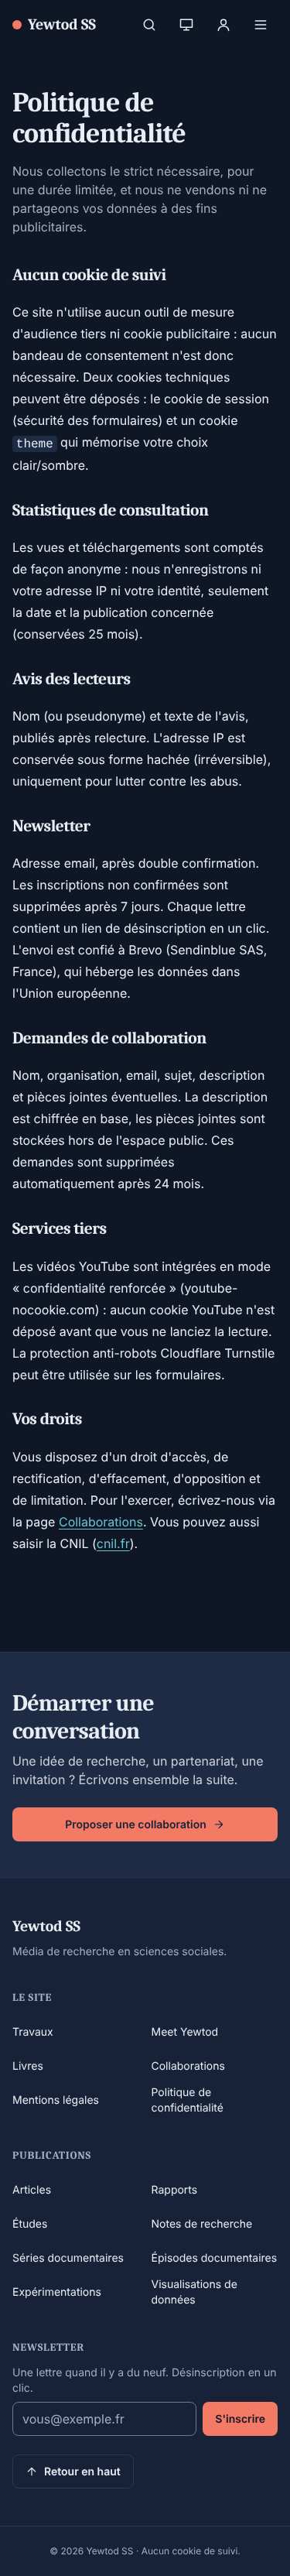 Yewtod SS
Politique de
confidentialité
Nous collectons le strict nécessaire, pour
une durée limitée, et nous ne vendons ni ne
partageons vos données à des fins
publicitaires.
Aucun cookie de suivi
Ce site n'utilise aucun outil de mesure
d'audience tiers ni cookie publicitaire : aucun
bandeau de consentement n'est donc
nécessaire. Deux cookies techniques
peuvent être déposés : le cookie de session
(sécurité des formulaires) et un cookie
theme qui mémorise votre choix
clair/sombre.
Statistiques de consultation
Les vues et téléchargements sont comptés
de façon anonyme : nous n'enregistrons ni
votre adresse IP ni votre identité, seulement
la date et la publication concernée
(conservées 25 mois).
Avis des lecteurs
Nom (ou pseudonyme) et texte de l'avis,
publiés après relecture. L'adresse IP est
conservée sous forme hachée (irréversible),
uniquement pour lutter contre les abus.
Newsletter
Adresse email, après double confirmation.
Les inscriptions non confirmées sont
supprimées après 7 jours. Chaque lettre
contient un lien de désinscription en un clic.
L'envoi est confié à Brevo (Sendinblue SAS,
France), qui héberge les données dans
l'Union européenne.
Demandes de collaboration
Nom, organisation, email, sujet, description
et pièces jointes éventuelles. La description
est chiffrée en base, les pièces jointes sont
stockées hors de l'espace public. Ces
demandes sont supprimées
automatiquement après 24 mois.
Services tiers
Les vidéos YouTube sont intégrées en mode
« confidentialité renforcée » (youtube-
nocookie.com) : aucun cookie YouTube n'est
déposé avant que vous ne lanciez la lecture.
La protection anti-robots Cloudflare Turnstile
peut être utilisée sur les formulaires.
Vos droits
Vous disposez d'un droit d'accès, de
rectification, d'effacement, d'opposition et
de limitation. Pour l'exercer, écrivez-nous via
la page Collaborations. Vous pouvez aussi
saisir la CNIL (cnil.fr).
Démarrer une
conversation
Une idée de recherche, un partenariat, une
invitation ? Écrivons ensemble la suite.
Proposer une collaboration →
Yewtod SS
Média de recherche en sciences sociales.
LE SITE
Travaux
Meet Yewtod
Livres
Collaborations
Mentions légales
Politique de
confidentialité
PUBLICATIONS
Articles
Rapports
Études
Notes de recherche
Séries documentaires
Épisodes documentaires
Expérimentations
Visualisations de
données
NEWSLETTER
Une lettre quand il y a du neuf. Désinscription en un
clic.
vous@exemple.fr
S'inscrire
↑ Retour en haut
© 2026 Yewtod SS · Aucun cookie de suivi.